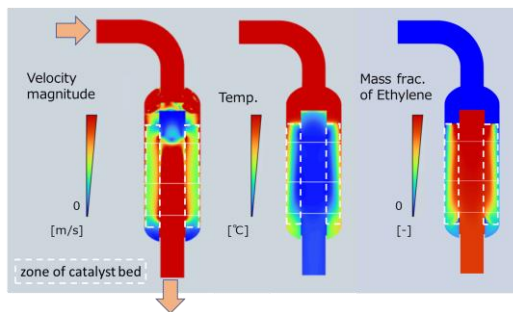 Velocity
magnitude
0
[m/s]
zone of catalyst bed
Temp.
[℃]
Mass frac.
of Ethylene
0
[-]